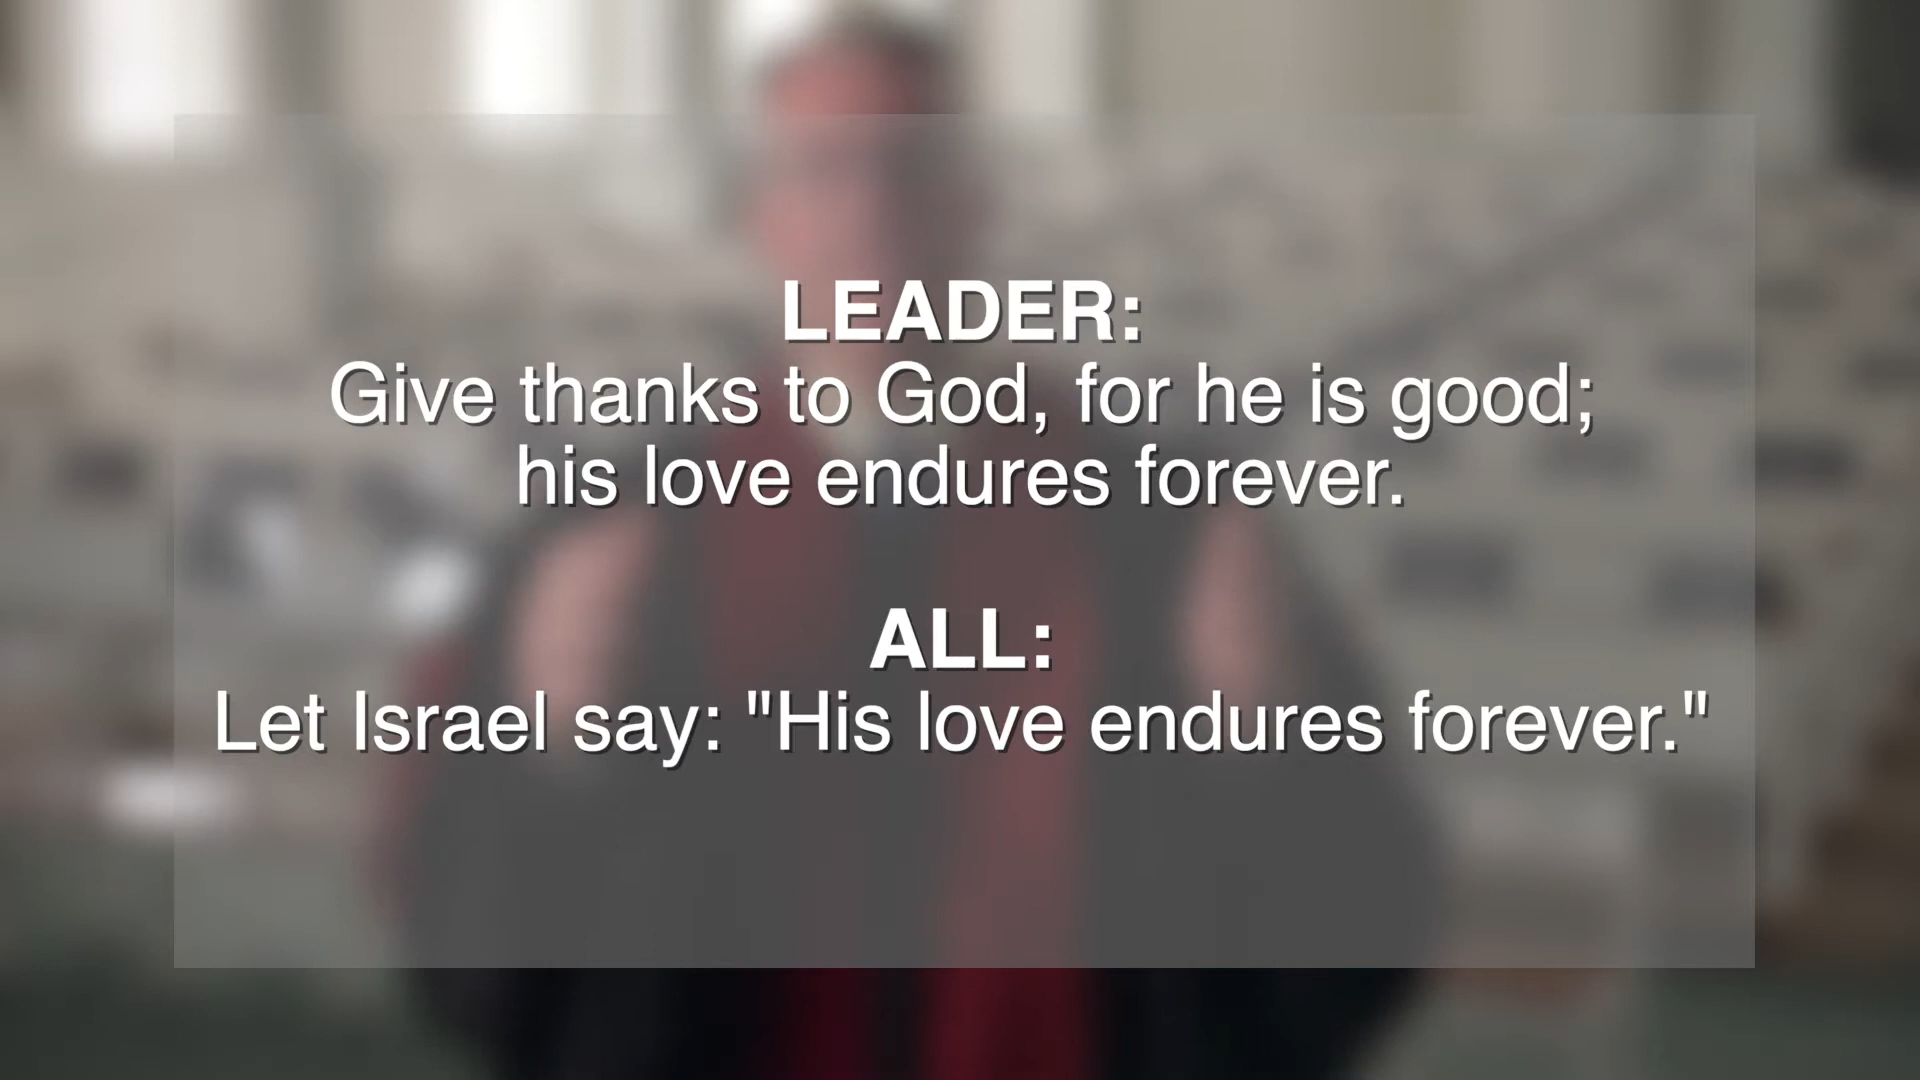 LEADER:
Give thanks to God, for he is good;
his love endures forever.
ALL:
Let Israel say: "His love endures forever."